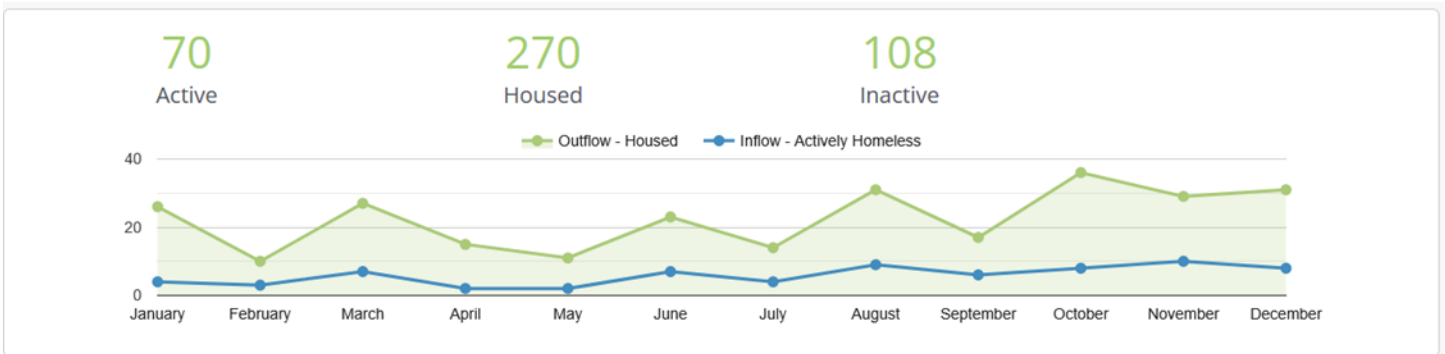 70 270 108
Active Housed Inactive
Outflow - Housed Inflow - Actively Homeless
40
20
0
January February March April May June July August September October November December